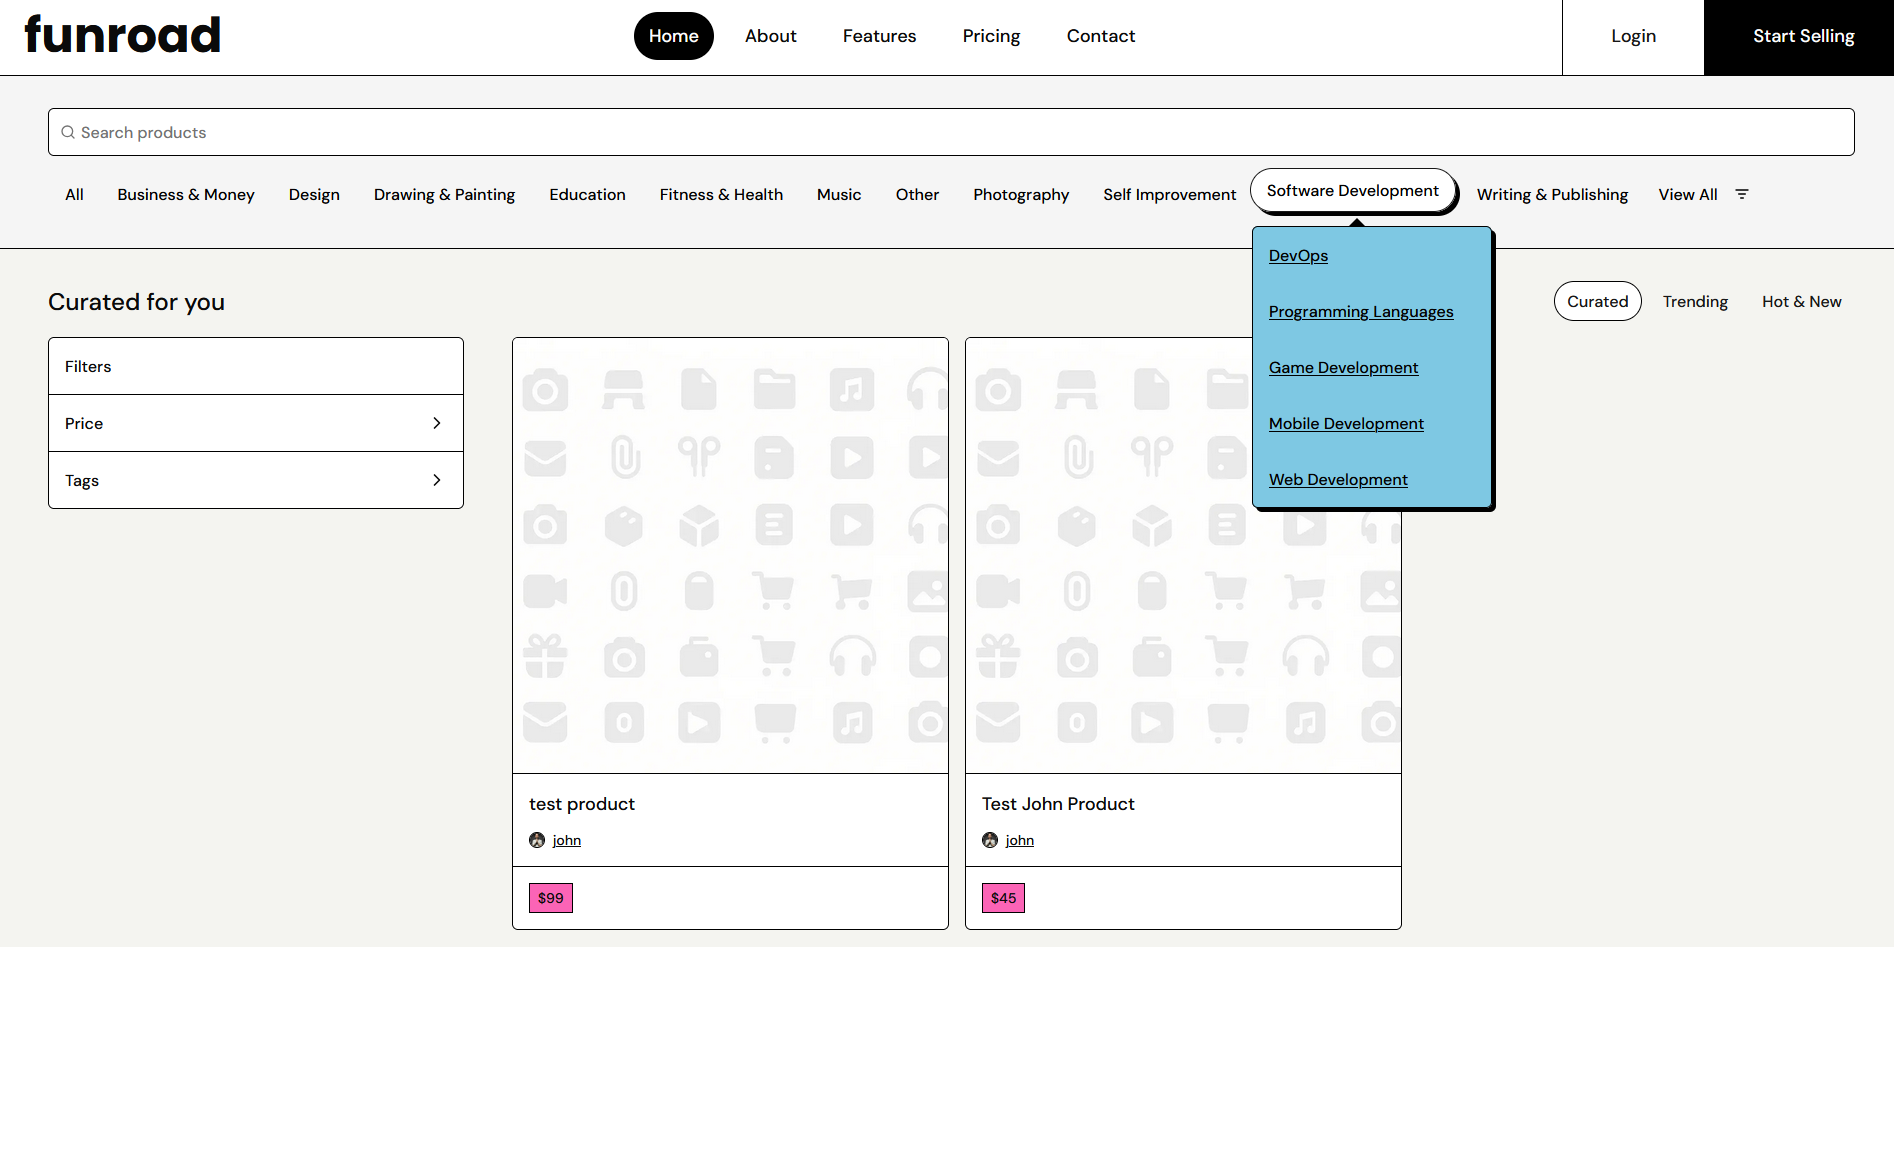 funroad
Home About Features Pricing Contact Login Start Selling
Search products
All Business & Money Design Drawing & Painting Education Fitness & Health Music Other Photography Self Improvement Software Development Writing & Publishing View All
DevOps
Programming Languages
Game Development
Mobile Development
Web Development
Curated for you
Curated Trending Hot & New
Filters
Price
Tags
test product
john
$99
Test John Product
john
$45